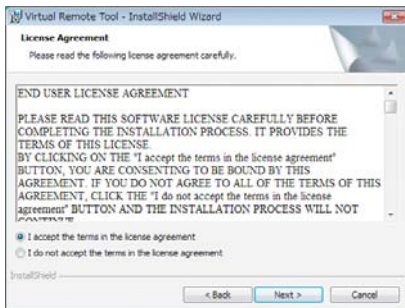 Virtual Remote Tool - InstallShield Wizard
License Agreement
Please read the following license agreement carefully.
END USER LICENSE AGREEMENT
PLEASE READ THIS SOFTWARE LICENSE CAREFULLY BEFORE
COMPLETING THE INSTALLATION PROCESS. IT PROVIDES THE
TERMS OF THIS LICENSE.
BY CLICKING ON THE "I accept the terms in the license agreement"
BUTTON, YOU ARE CONSENTING TO BE BOUND BY THIS
AGREEMENT. IF YOU DO NOT AGREE TO ALL OF THE TERMS OF THIS
AGREEMENT, CLICK THE "I do not accept the terms in the license
agreement" BUTTON AND THE INSTALLATION PROCESS WILL NOT
CONTINUE
I accept the terms in the license agreement
I do not accept the terms in the license agreement
InstallShield
< Back
Next >
Cancel